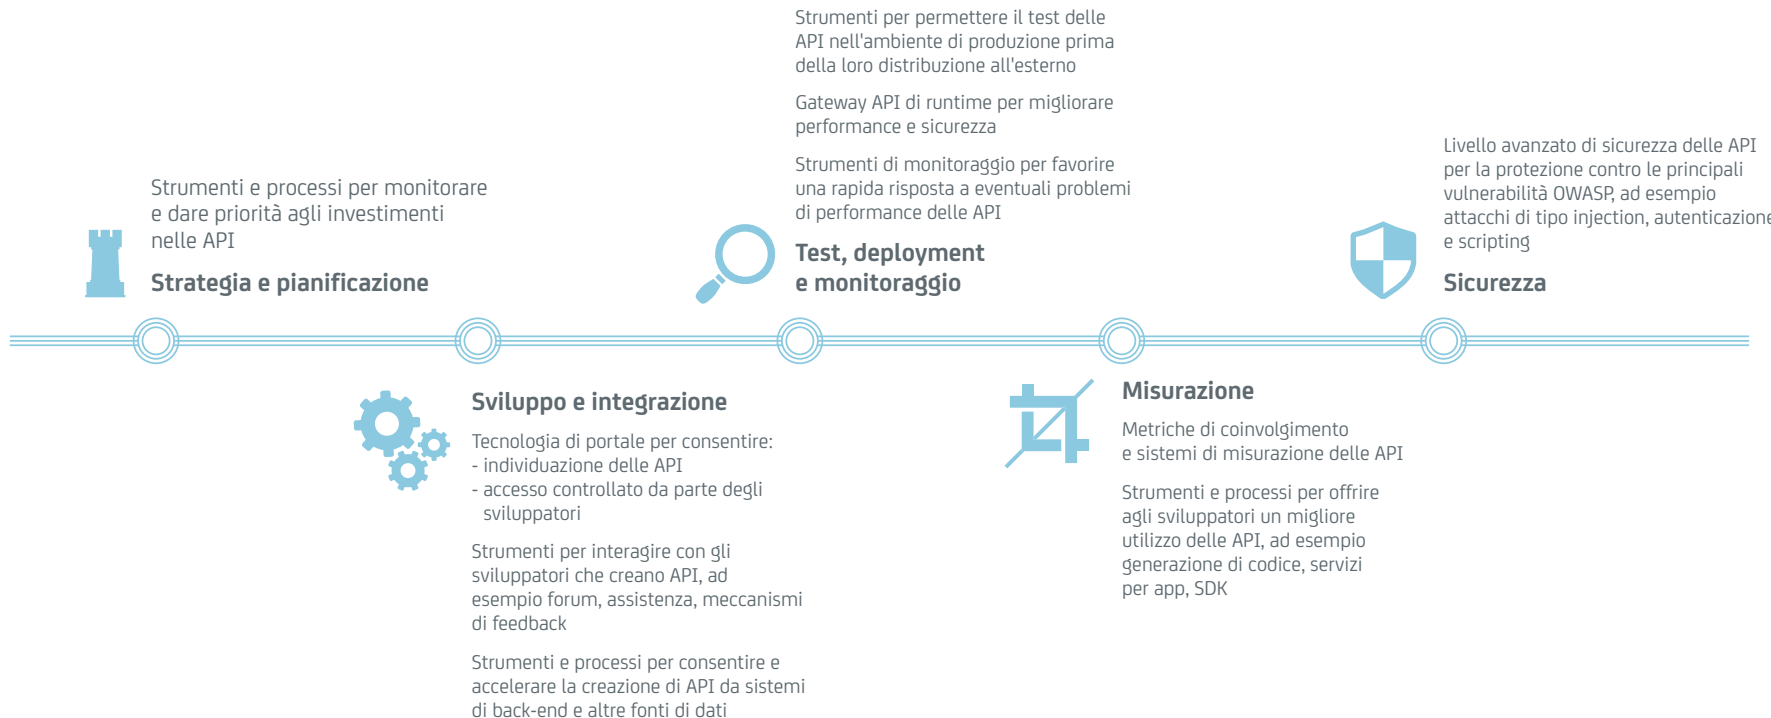 Strumenti e processi per monitorare
e dare priorità agli investimenti
nelle API
Strategia e pianificazione
Sviluppo e integrazione
Tecnologia di portale per consentire:
- individuazione delle API
- accesso controllato da parte degli
sviluppatori
Strumenti per interagire con gli
sviluppatori che creano API, ad
esempio forum, assistenza, meccanismi
di feedback
Strumenti e processi per consentire e
accelerare la creazione di API da sistemi
di back-end e altre fonti di dati
Strumenti per permettere il test delle
API nell'ambiente di produzione prima
della loro distribuzione all'esterno
Gateway API di runtime per migliorare
performance e sicurezza
Strumenti di monitoraggio per favorire
una rapida risposta a eventuali problemi
di performance delle API
Test, deployment
e monitoraggio
Misurazione
Metriche di coinvolgimento
e sistemi di misurazione delle API
Strumenti e processi per offrire
agli sviluppatori un migliore
utilizzo delle API, ad esempio
generazione di codice, servizi
per app, SDK
Livello avanzato di sicurezza delle API
per la protezione contro le principali
vulnerabilità OWASP, ad esempio
attacchi di tipo injection, autenticazione
e scripting
Sicurezza